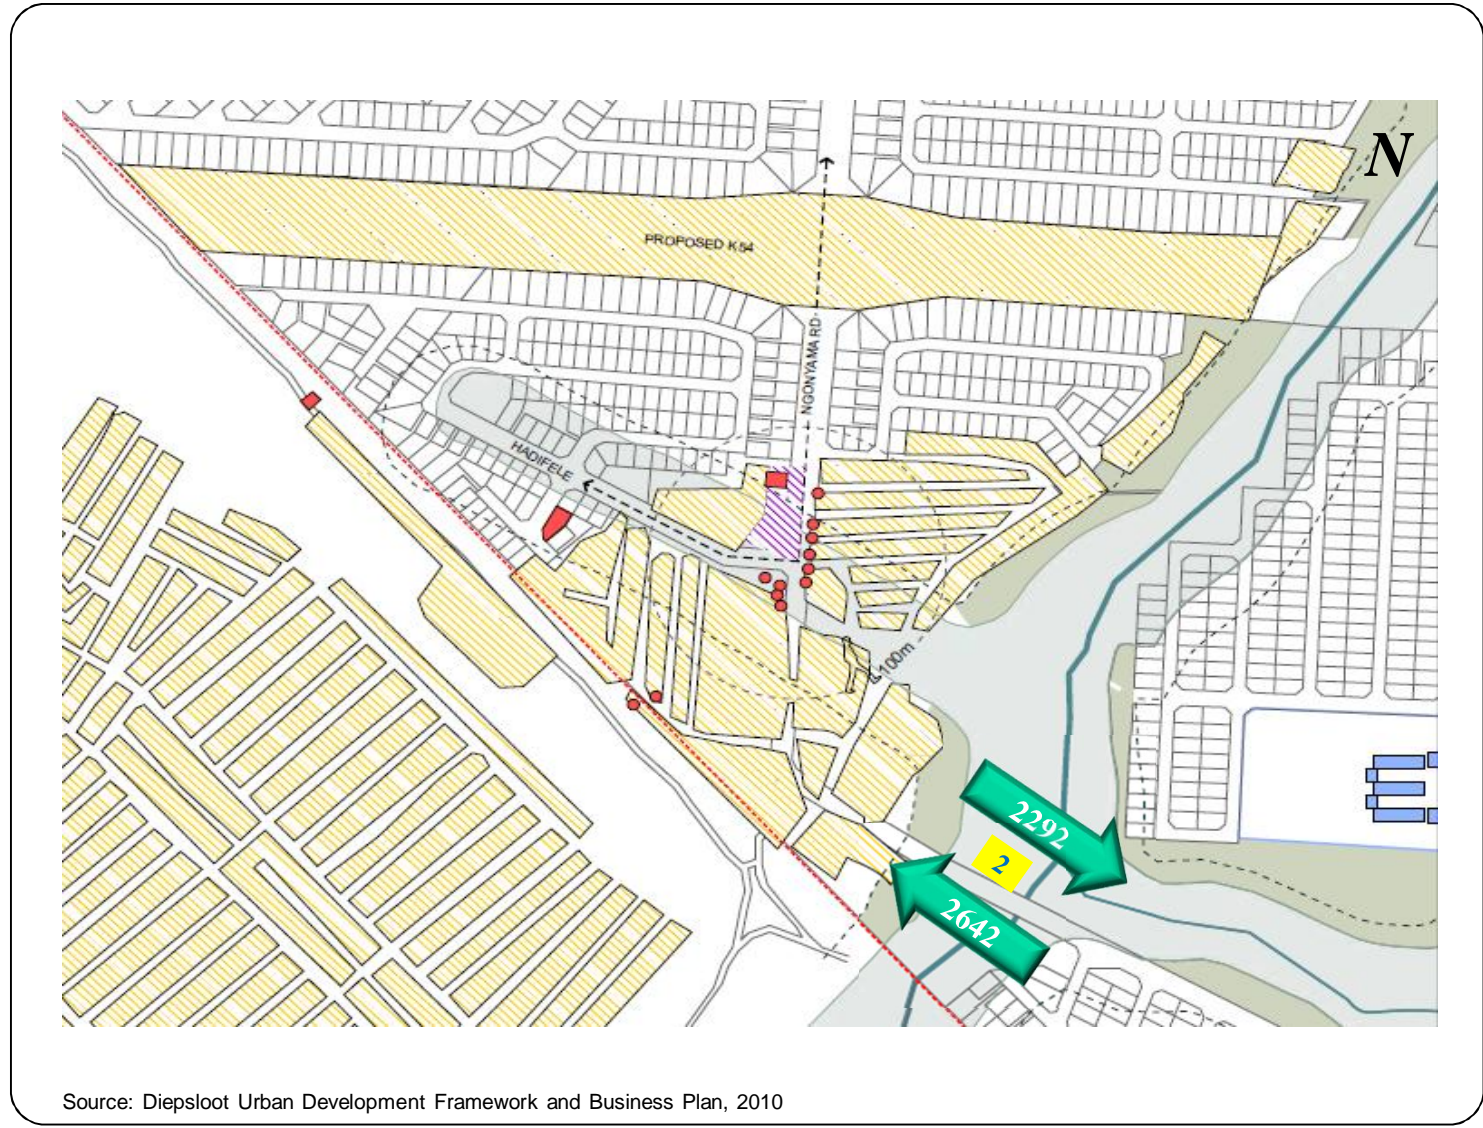 N
PROPOSED K54
NGONYAMA RD
HADIFELE
100m
2292
2
2642
Source: Diepsloot Urban Development Framework and Business Plan, 2010